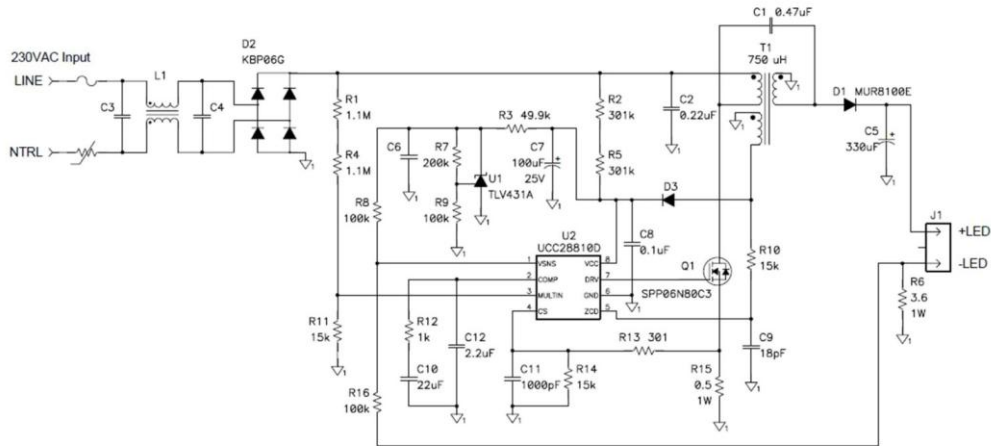 C1 0.47uF
230VAC Input
LINE
L1
D2
KBP06G
T1
750 uH
C3
C4
NTRL
R1
1.1M
R4
1.1M
R2
301k
C2
0.22uF
D1 MUR8100E
C5
330uF
R3 49.9k
C6
R7
200k
C7
100uF
25V
R5
301k
U1
TLV431A
D3
R8
100k
R9
100k
U2
UCC28810D
C8
0.1uF
R10
15k
J1
+LED
-LED
1 VSNS VCC 8
2 COMP DRV 7
3 MULTIN GND 6
4 CS ZCD 5
Q1
SPP06N80C3
R6
3.6
1W
R11
15k
R12
1k
C12
2.2uF
R13 301
C9
18pF
C10
22uF
C11
1000pF
R14
15k
R15
0.5
1W
R16
100k